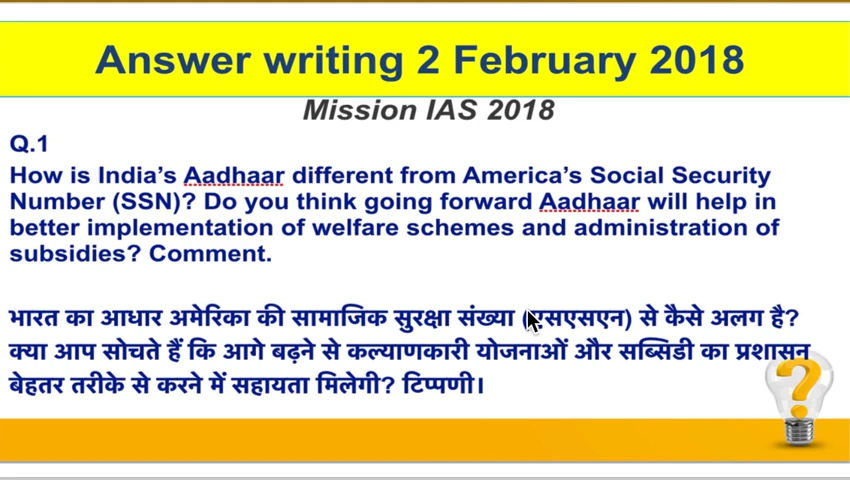 Answer writing 2 February 2018
Mission IAS 2018
Q.1
How is India's Aadhaar different from America's Social Security
Number (SSN)? Do you think going forward Aadhaar will help in
better implementation of welfare schemes and administration of
subsidies? Comment.
भारत का आधार अमेरिका की सामाजिक सुरक्षा संख्या (एसएसएन) से कैसे अलग है?
क्या आप सोचते हैं कि आगे बढ़ने से कल्याणकारी योजनाओं और सब्सिडी का प्रशासन
बेहतर तरीके से करने में सहायता मिलेगी? टिप्पणी।